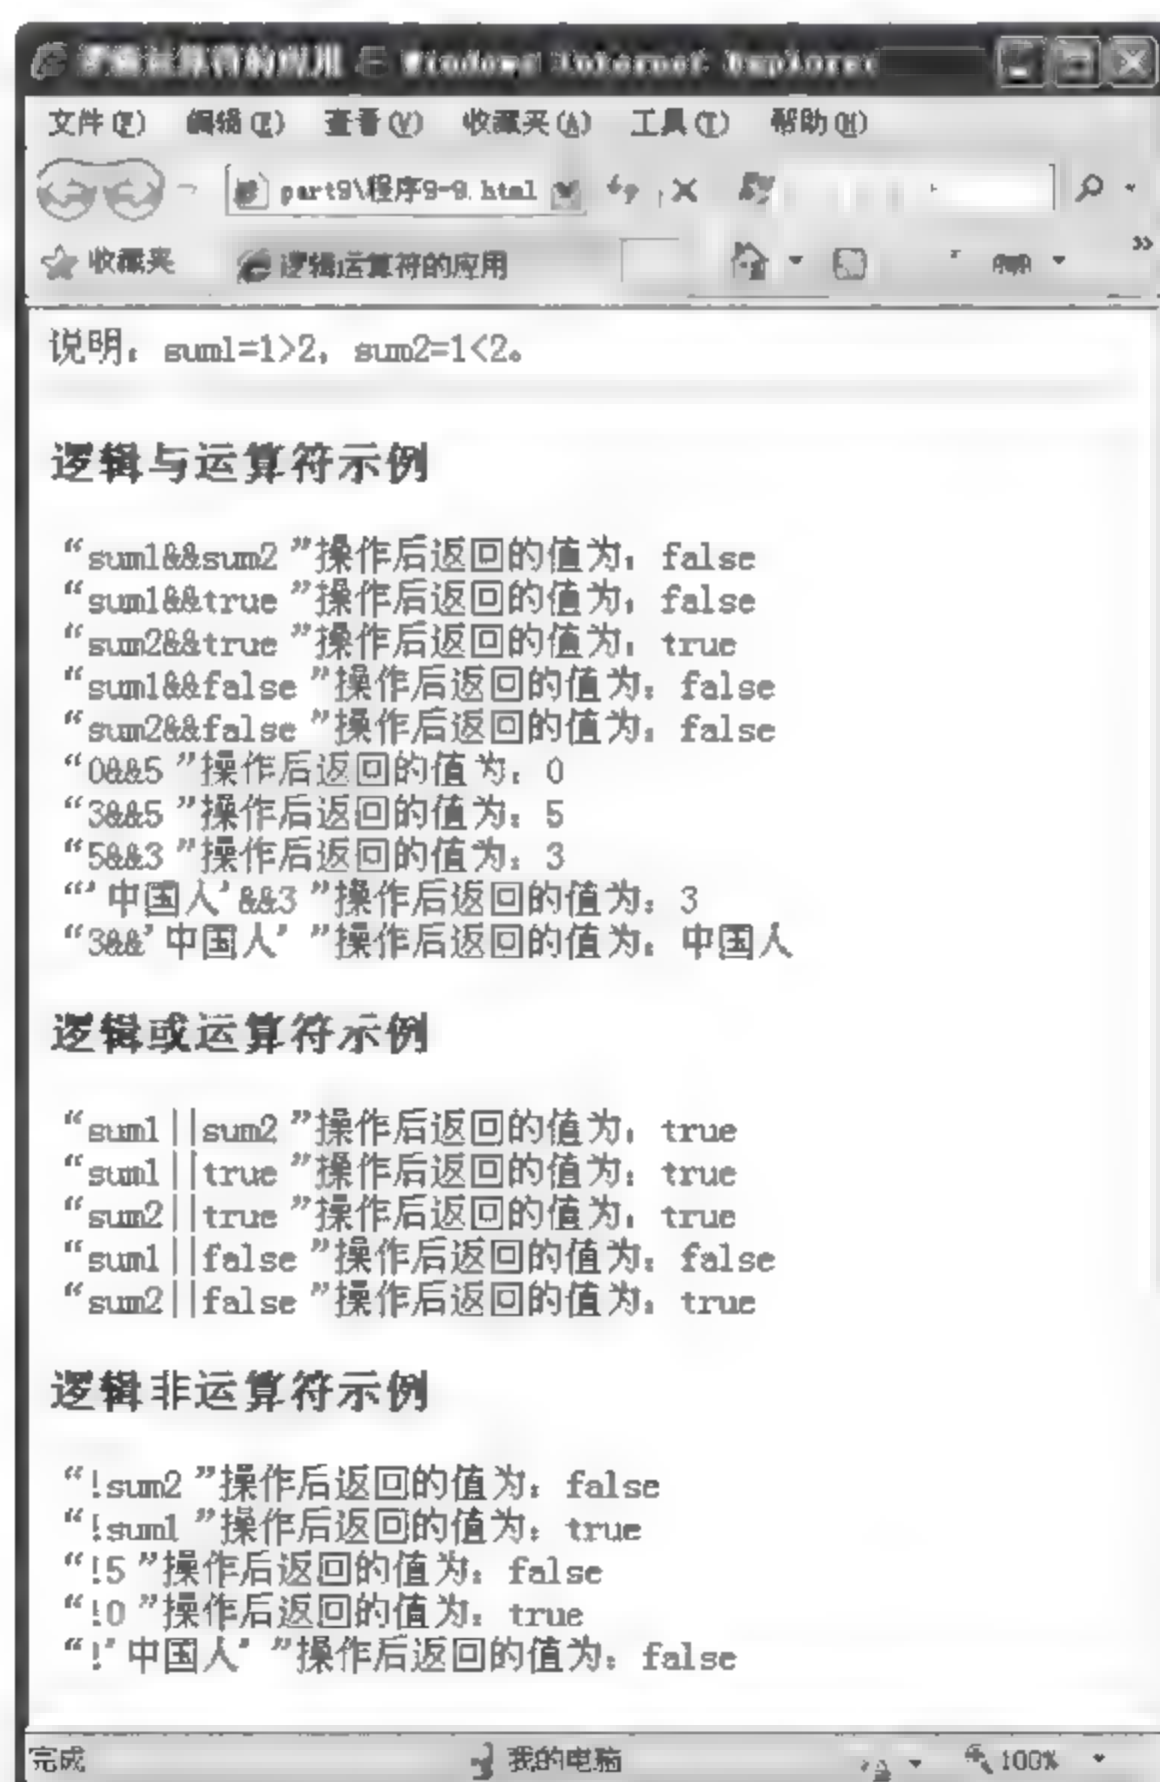 逻辑运算符的应用 - Windows Internet Explorer
文件(F) 编辑(E) 查看(V) 收藏夹(A) 工具(T) 帮助(H)
part9\程序9-9.html
收藏夹 逻辑运算符的应用
说明：sum1=1>2，sum2=1<2。
逻辑与运算符示例
“sum1&&sum2 ”操作后返回的值为：false
“sum1&&true ”操作后返回的值为：false
“sum2&&true ”操作后返回的值为：true
“sum1&&false ”操作后返回的值为：false
“sum2&&false ”操作后返回的值为：false
“0&&5 ”操作后返回的值为：0
“3&&5 ”操作后返回的值为：5
“5&&3 ”操作后返回的值为：3
“'中国人'&&3 ”操作后返回的值为：3
“3&&'中国人' ”操作后返回的值为：中国人
逻辑或运算符示例
“sum1||sum2 ”操作后返回的值为：true
“sum1||true ”操作后返回的值为：true
“sum2||true ”操作后返回的值为：true
“sum1||false ”操作后返回的值为：false
“sum2||false ”操作后返回的值为：true
逻辑非运算符示例
“!sum2 ”操作后返回的值为：false
“!sum1 ”操作后返回的值为：true
“!5 ”操作后返回的值为：false
“!0 ”操作后返回的值为：true
“!'中国人' ”操作后返回的值为：false
完成 我的电脑 100%